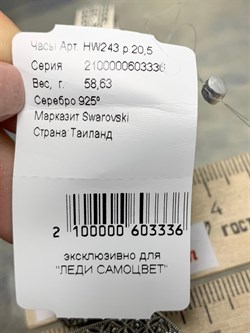 Часы Арт. HW243 р.20,5
Серия 2100000603336
Вес, г. 58,63
Серебро 925°
Марказит Swarovski
Страна Таиланд
2 100000 603336
эксклюзивно для
"ЛЕДИ САМОЦВЕТ"
гост